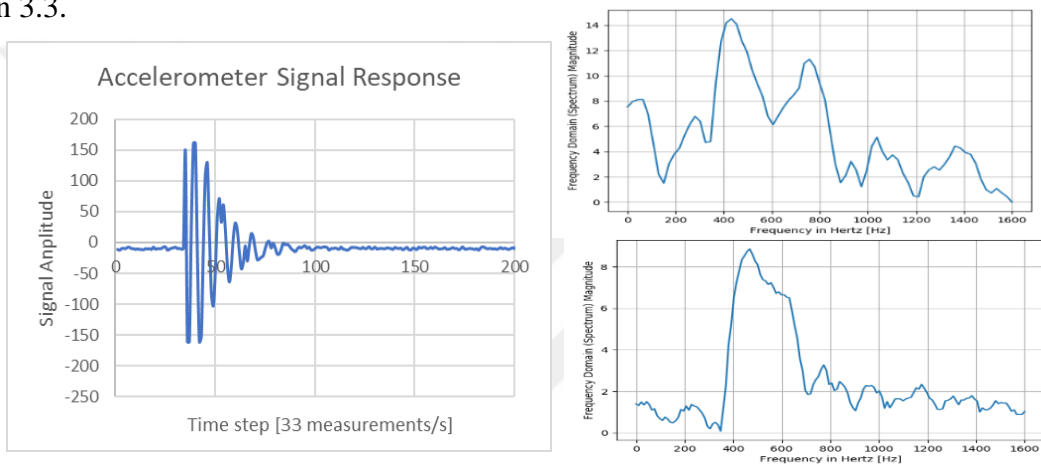 n 3.3.
Accelerometer Signal Response
200
150
100
50
0
-50
-100
-150
-200
-250
0
50
100
150
200
Signal Anplitude
Time step [33 measurements/s]
14
12
10
8
6
4
2
0
Frequency Domain (Spectrum) Magnitude
0 200 400 600 800 1000 1200 1400 1600
Frequency in Hertz [Hz]
8
6
4
2
0
Frequency Domain (Spectrum) Magnitude
0 200 400 600 800 1000 1200 1400 1600
Frequency in Hertz [Hz]